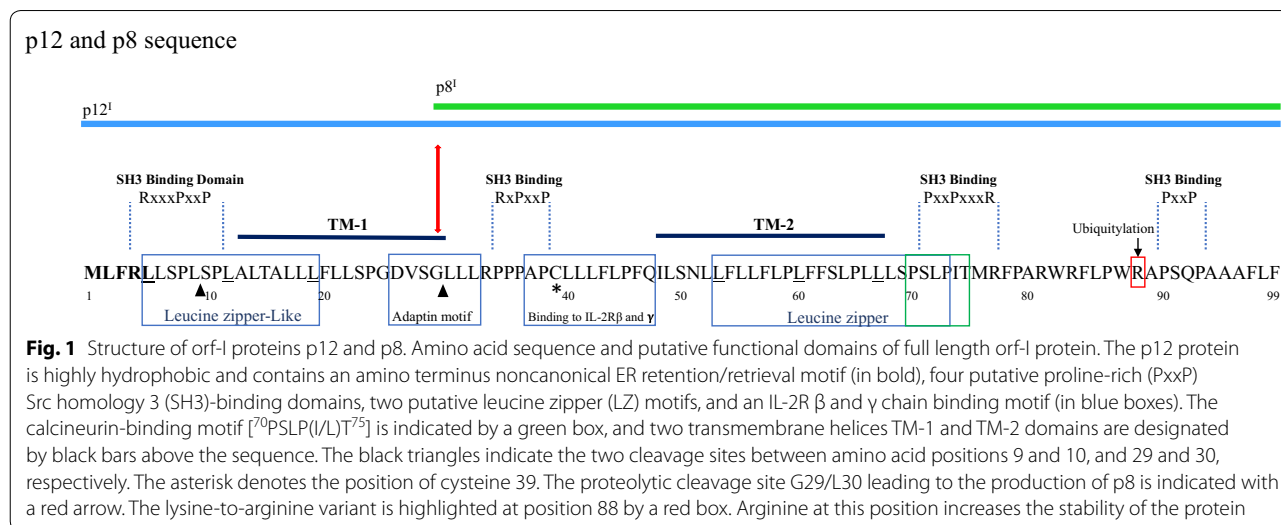 p12 and p8 sequence
p8ᴵ
p12ᴵ
SH3 Binding Domain
RxxxPxxP
SH3 Binding
RxPxxP
SH3 Binding
PxxPxxxR
SH3 Binding
PxxP
TM-1
TM-2
Ubiquitylation
MLFRLLSPLSPLALTALLLFLLSPGDVSGLLLRPPPAPCLLLFLPFQILSNLLFLLFLPLFFSLPLLLSPSLPITMRFPARWRFLPWRAPSQPAAAFLF
1 10 20 * 40 50 60 70 80 90 99
Leucine zipper-Like
Adaptin motif
Binding to IL-2Rβ and γ
Leucine zipper
Fig. 1 Structure of orf-I proteins p12 and p8. Amino acid sequence and putative functional domains of full length orf-I protein. The p12 protein
is highly hydrophobic and contains an amino terminus noncanonical ER retention/retrieval motif (in bold), four putative proline-rich (PxxP)
Src homology 3 (SH3)-binding domains, two putative leucine zipper (LZ) motifs, and an IL-2R β and γ chain binding motif (in blue boxes). The
calcineurin-binding motif [⁷⁰PSLP(I/L)T⁷⁵] is indicated by a green box, and two transmembrane helices TM-1 and TM-2 domains are designated
by black bars above the sequence. The black triangles indicate the two cleavage sites between amino acid positions 9 and 10, and 29 and 30,
respectively. The asterisk denotes the position of cysteine 39. The proteolytic cleavage site G29/L30 leading to the production of p8 is indicated with
a red arrow. The lysine-to-arginine variant is highlighted at position 88 by a red box. Arginine at this position increases the stability of the protein